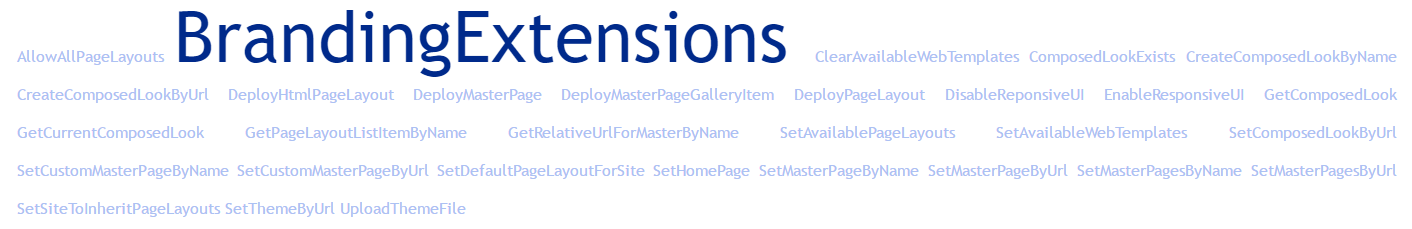 AllowAllPageLayouts BrandingExtensions ClearAvailableWebTemplates ComposedLookExists CreateComposedLookByName
CreateComposedLookByUrl DeployHtmlPageLayout DeployMasterPage DeployMasterPageGalleryItem DeployPageLayout DisableReponsiveUI EnableResponsiveUI GetComposedLook
GetCurrentComposedLook GetPageLayoutListItemByName GetRelativeUrlForMasterByName SetAvailablePageLayouts SetAvailableWebTemplates SetComposedLookByUrl
SetCustomMasterPageByName SetCustomMasterPageByUrl SetDefaultPageLayoutForSite SetHomePage SetMasterPageByName SetMasterPageByUrl SetMasterPagesByName SetMasterPagesByUrl
SetSiteToInheritPageLayouts SetThemeByUrl UploadThemeFile